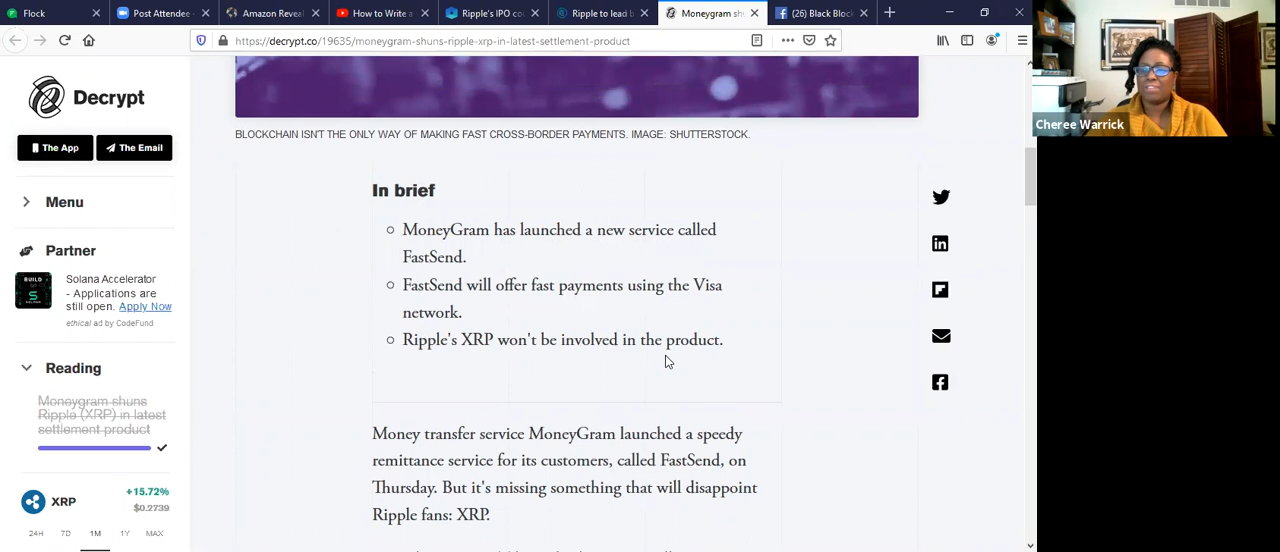 Flock
Post Attendee -
Amazon Reveal
How to Write a
Ripple's IPO co
Ripple to lead b
Moneygram shu
(26) Black Block
https://decrypt.co/19635/moneygram-shuns-ripple-xrp-in-latest-settlement-product
Decrypt
The App
The Email
Menu
Partner
BUILD
Solana Accelerator
- Applications are
still open. Apply Now
ethical ad by CodeFund
Reading
Moneygram shuns
Ripple (XRP) in latest
settlement product
XRP
+15.72%
$0.2739
24H 7D 1M 1Y MAX
BLOCKCHAIN ISN'T THE ONLY WAY OF MAKING FAST CROSS-BORDER PAYMENTS. IMAGE: SHUTTERSTOCK.
In brief
MoneyGram has launched a new service called
FastSend.
FastSend will offer fast payments using the Visa
network.
Ripple's XRP won't be involved in the product.
Money transfer service MoneyGram launched a speedy
remittance service for its customers, called FastSend, on
Thursday. But it's missing something that will disappoint
Ripple fans: XRP.
Cheree Warrick